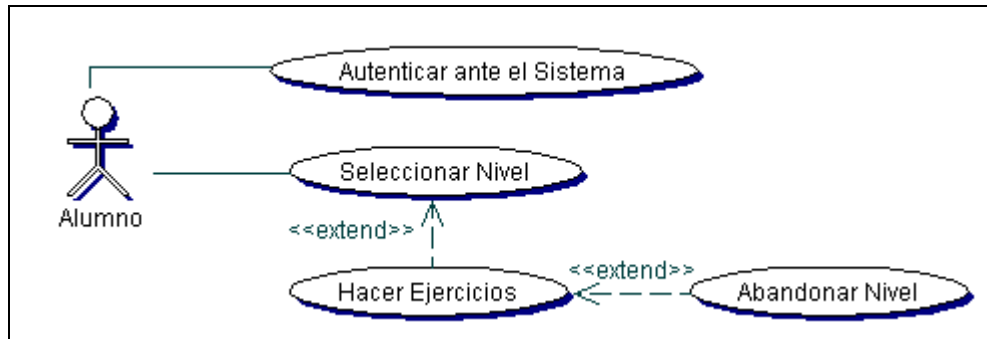 Autenticar ante el Sistema
Seleccionar Nivel
Alumno
<<extend>>
<<extend>>
Hacer Ejercicios
Abandonar Nivel